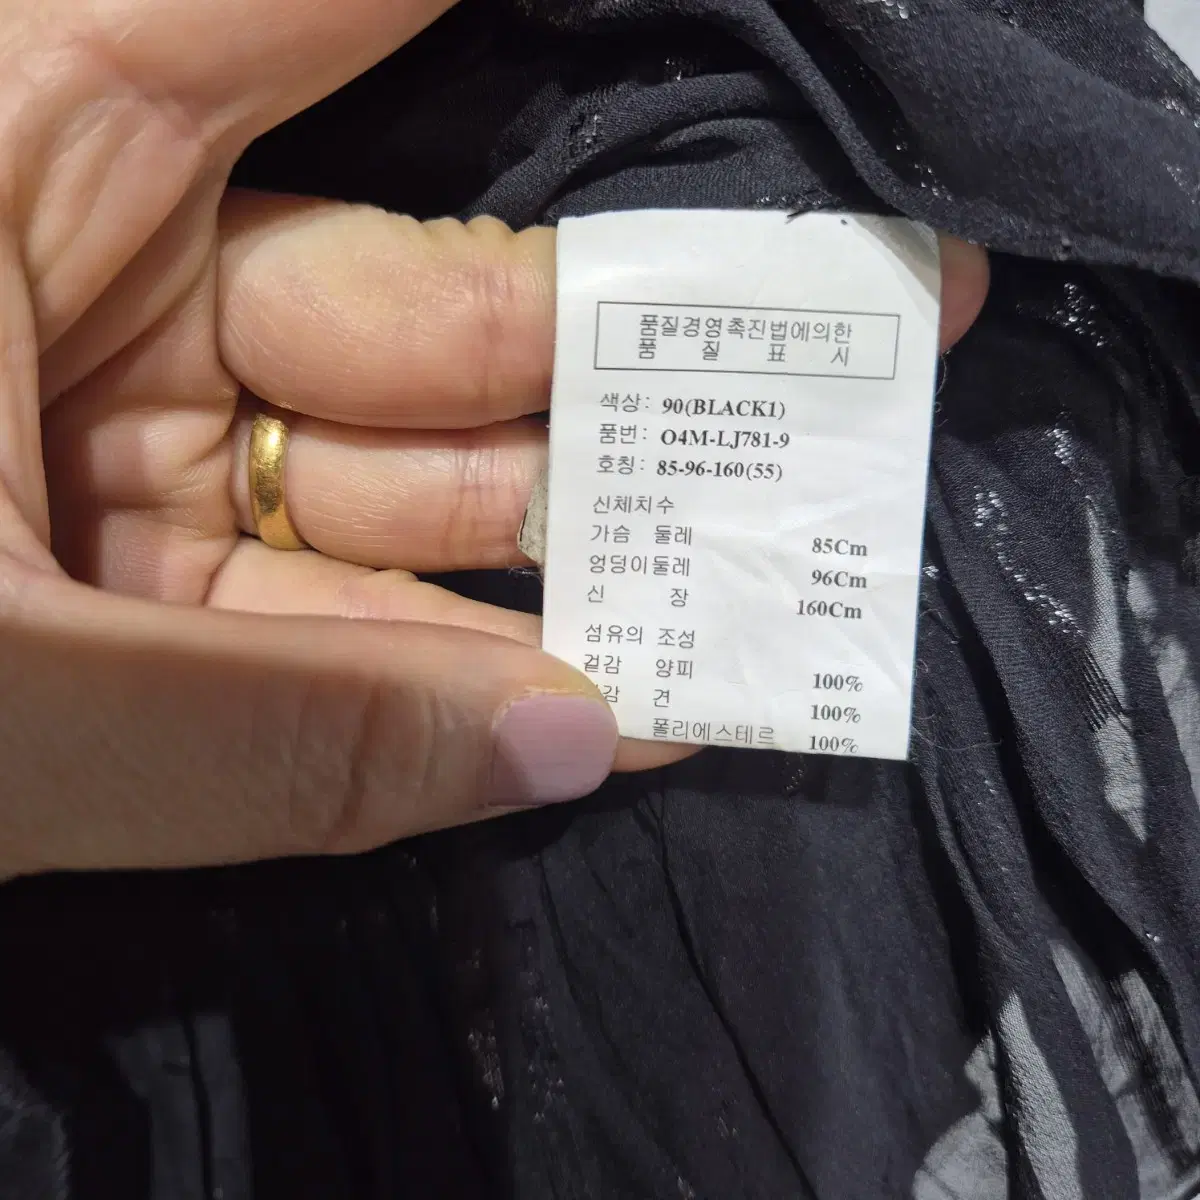 품질경영촉진법에의한
품 질 표 시
색상: 90(BLACK1)
품번: O4M-LJ781-9
호칭: 85-96-160(55)
신체치수
가슴 둘레 85Cm
엉덩이둘레 96Cm
신 장 160Cm
섬유의 조성
겉감 양피 100%
감 견 100%
폴리에스테르 100%